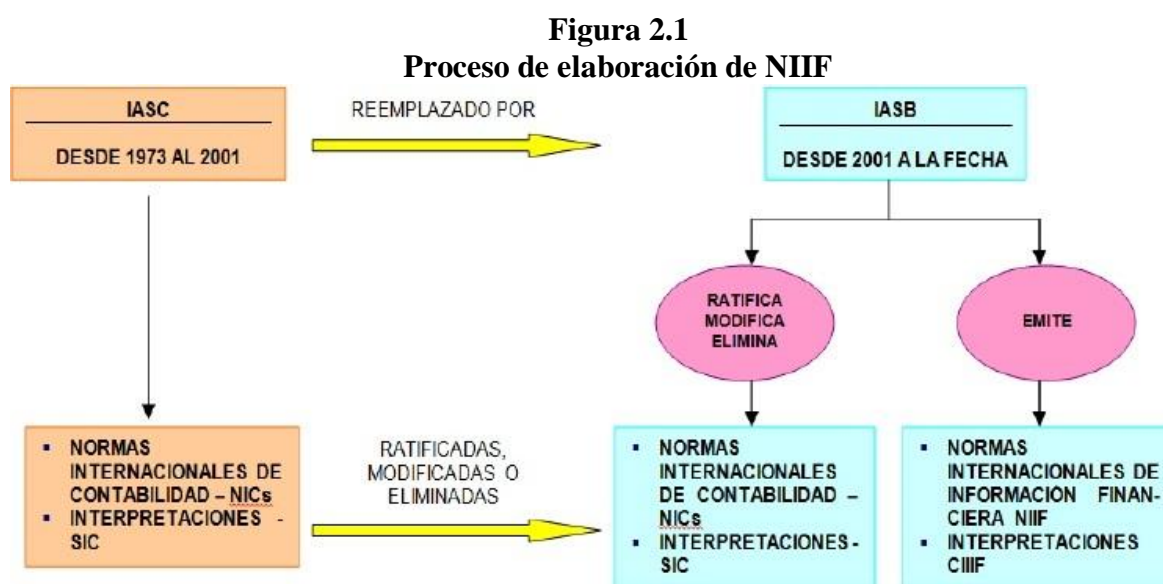 Figura 2.1
Proceso de elaboración de NIIF
IASC
DESDE 1973 AL 2001
REEMPLAZADO POR
IASB
DESDE 2001 A LA FECHA
RATIFICA
MODIFICA
ELIMINA
EMITE
▪ NORMAS
INTERNACIONALES DE
CONTABILIDAD – NICs
▪ INTERPRETACIONES -
SIC
RATIFICADAS,
MODIFICADAS O
ELIMINADAS
▪ NORMAS
INTERNACIONALES
DE CONTABILIDAD –
NICs
▪ INTERPRETACIONES-
SIC
▪ NORMAS
INTERNACIONALES DE
INFORMACIÓN FINAN-
CIERA NIIF
▪ INTERPRETACIONES
CIIIF